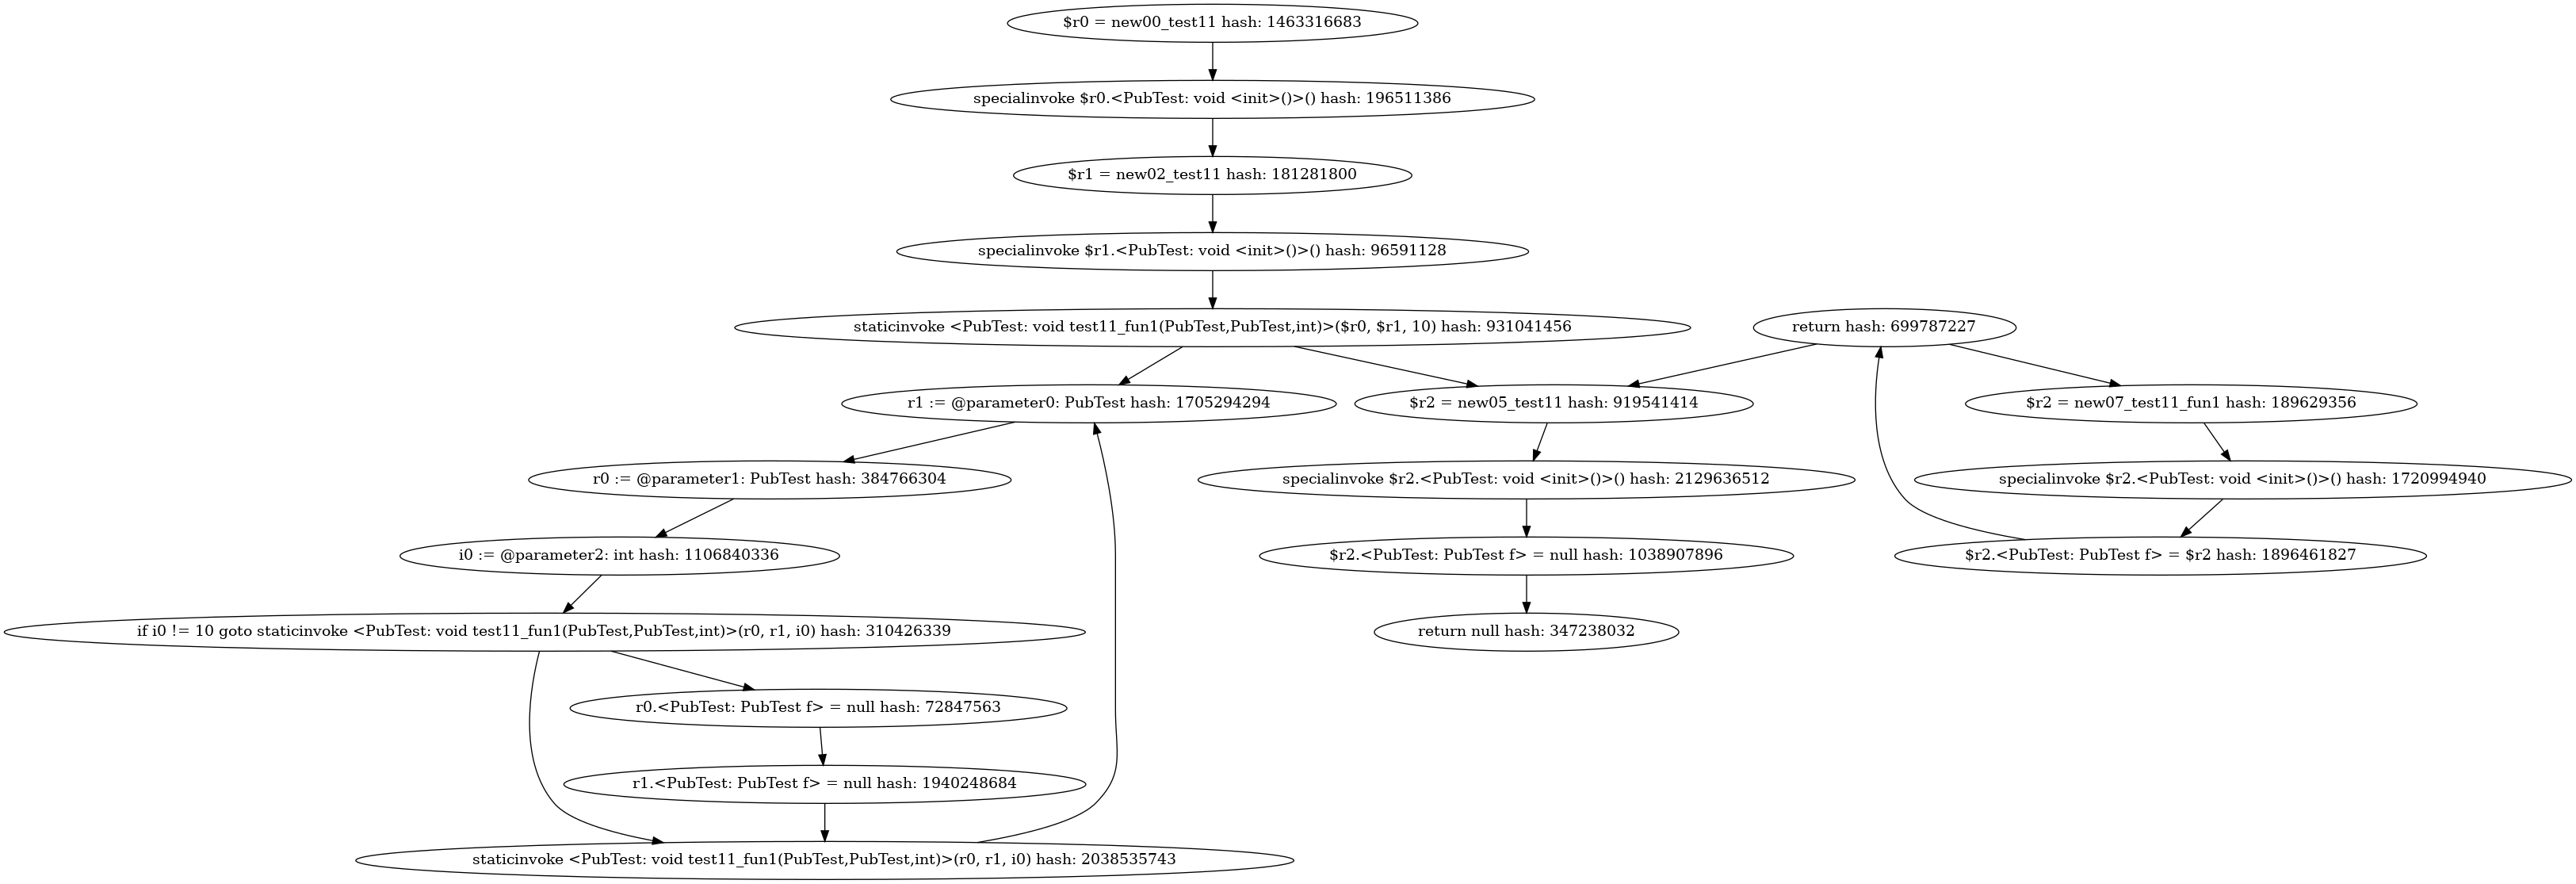 $r0 = new00_test11 hash: 1463316683
specialinvoke $r0.<PubTest: void <init>()>() hash: 196511386
$r1 = new02_test11 hash: 181281800
specialinvoke $r1.<PubTest: void <init>()>() hash: 96591128
staticinvoke <PubTest: void test11_fun1(PubTest,PubTest,int)>($r0, $r1, 10) hash: 931041456
return hash: 699787227
r1 := @parameter0: PubTest hash: 1705294294
$r2 = new05_test11 hash: 919541414
$r2 = new07_test11_fun1 hash: 189629356
r0 := @parameter1: PubTest hash: 384766304
specialinvoke $r2.<PubTest: void <init>()>() hash: 2129636512
specialinvoke $r2.<PubTest: void <init>()>() hash: 1720994940
i0 := @parameter2: int hash: 1106840336
$r2.<PubTest: PubTest f> = null hash: 1038907896
$r2.<PubTest: PubTest f> = $r2 hash: 1896461827
if i0 != 10 goto staticinvoke <PubTest: void test11_fun1(PubTest,PubTest,int)>(r0, r1, i0) hash: 310426339
return null hash: 347238032
r0.<PubTest: PubTest f> = null hash: 72847563
r1.<PubTest: PubTest f> = null hash: 1940248684
staticinvoke <PubTest: void test11_fun1(PubTest,PubTest,int)>(r0, r1, i0) hash: 2038535743